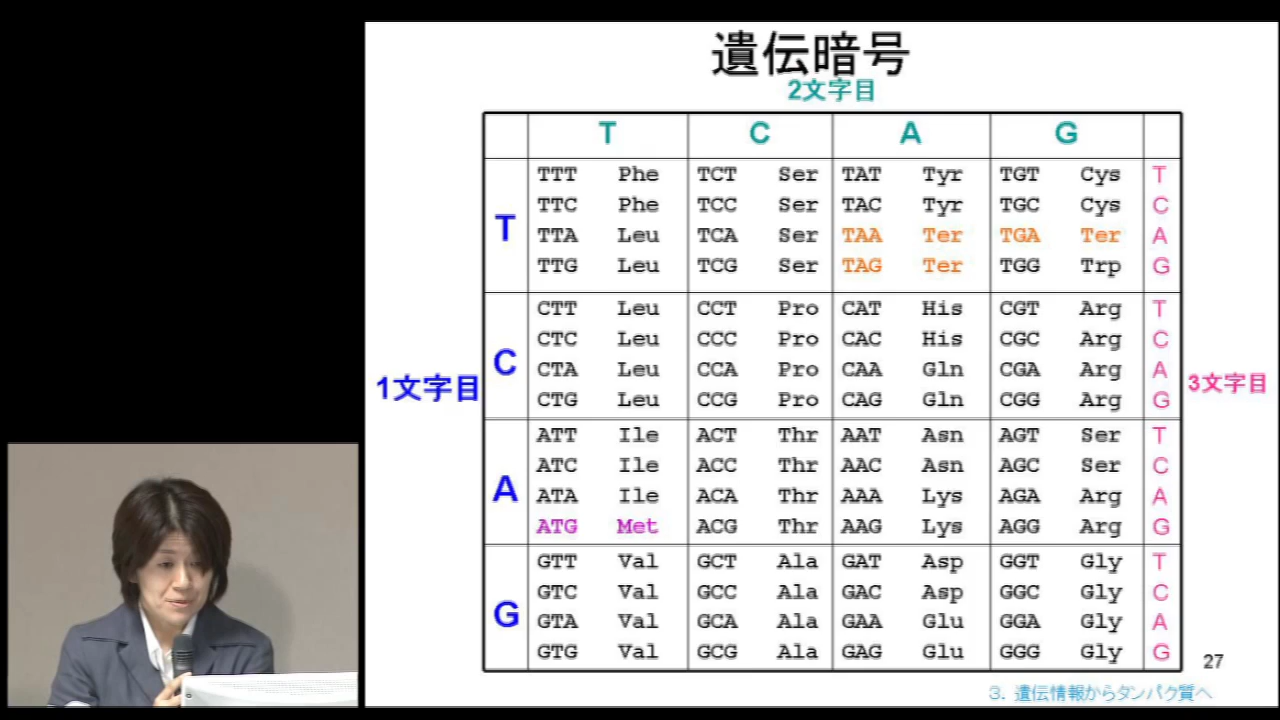 遺伝暗号
2文字目
T C A G
TTT Phe TCT Ser TAT Tyr TGT Cys T
TTC Phe TCC Ser TAC Tyr TGC Cys C
T
TTA Leu TCA Ser TAA Ter TGA Ter A
TTG Leu TCG Ser TAG Ter TGG Trp G
CTT Leu CCT Pro CAT His CGT Arg T
CTC Leu CCC Pro CAC His CGC Arg C
C
CTA Leu CCA Pro CAA Gln CGA Arg A
1文字目
3文字目
CTG Leu CCG Pro CAG Gln CGG Arg G
ATT Ile ACT Thr AAT Asn AGT Ser T
ATC Ile ACC Thr AAC Asn AGC Ser C
A
ATA Ile ACA Thr AAA Lys AGA Arg A
ATG Met ACG Thr AAG Lys AGG Arg G
GTT Val GCT Ala GAT Asp GGT Gly T
GTC Val GCC Ala GAC Asp GGC Gly C
G
GTA Val GCA Ala GAA Glu GGA Gly A
GTG Val GCG Ala GAG Glu GGG Gly G
27
3. 遺伝情報からタンパク質へ